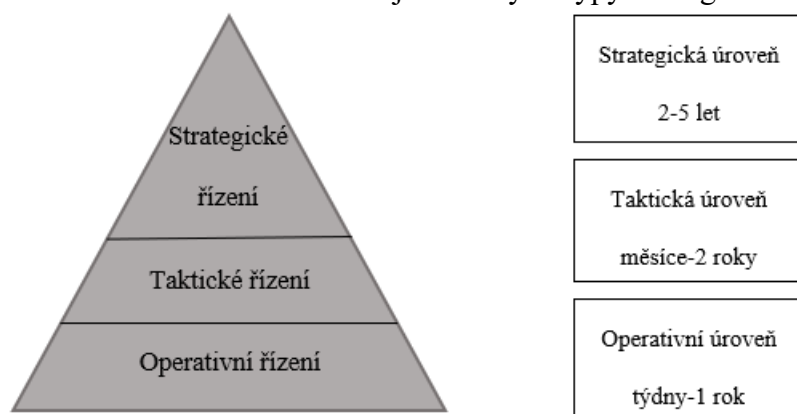 Strategické
řízení
Taktické řízení
Operativní řízení
Strategická úroveň
2-5 let
Taktická úroveň
měsíce-2 roky
Operativní úroveň
týdny-1 rok